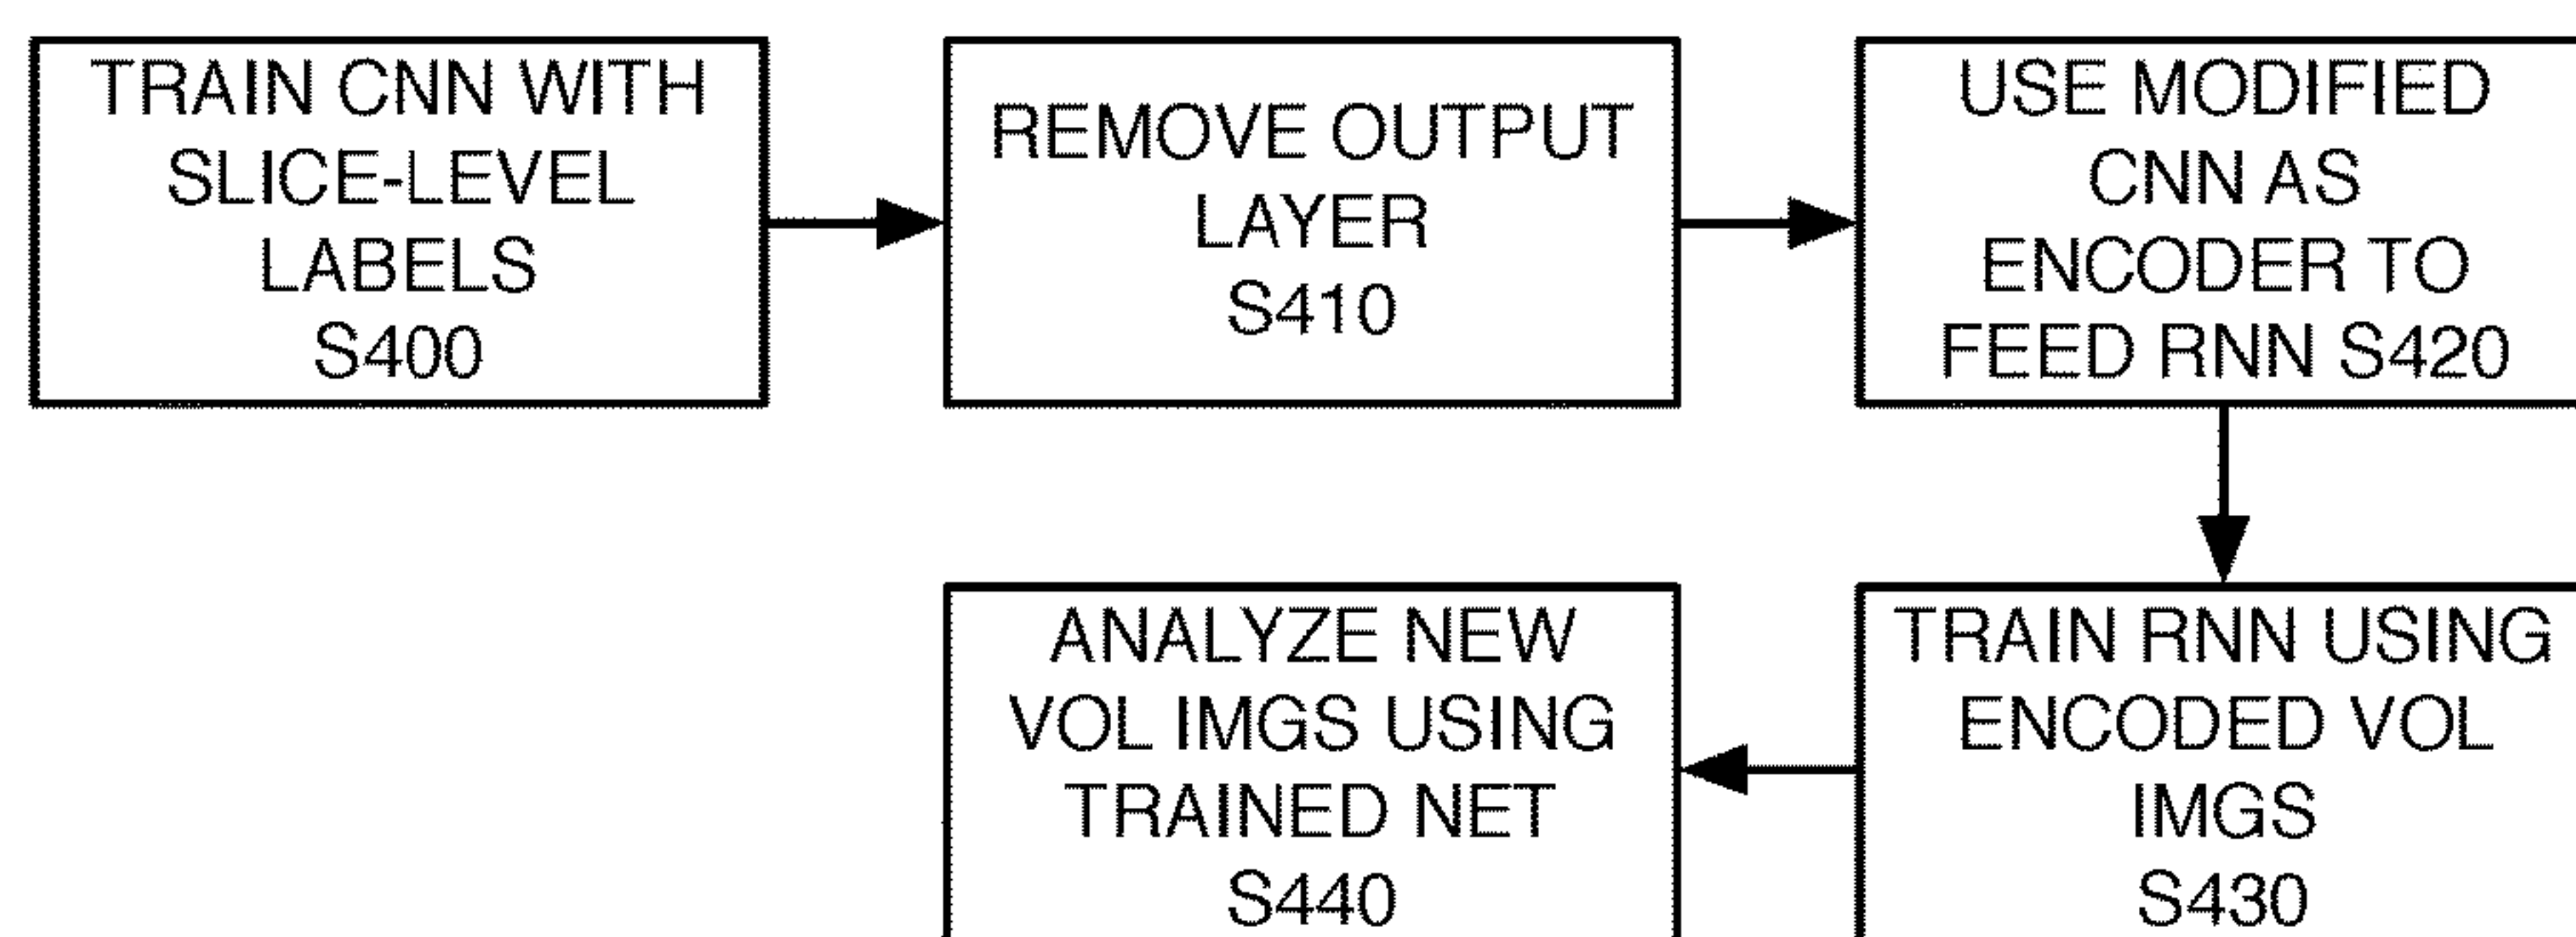 TRAIN CNN WITH
SLICE-LEVEL
LABELS
S400
REMOVE OUTPUT
LAYER
S410
USE MODIFIED
CNN AS
ENCODER TO
FEED RNN S420
TRAIN RNN USING
ENCODED VOL
IMGS
S430
ANALYZE NEW
VOL IMGS USING
TRAINED NET
S440